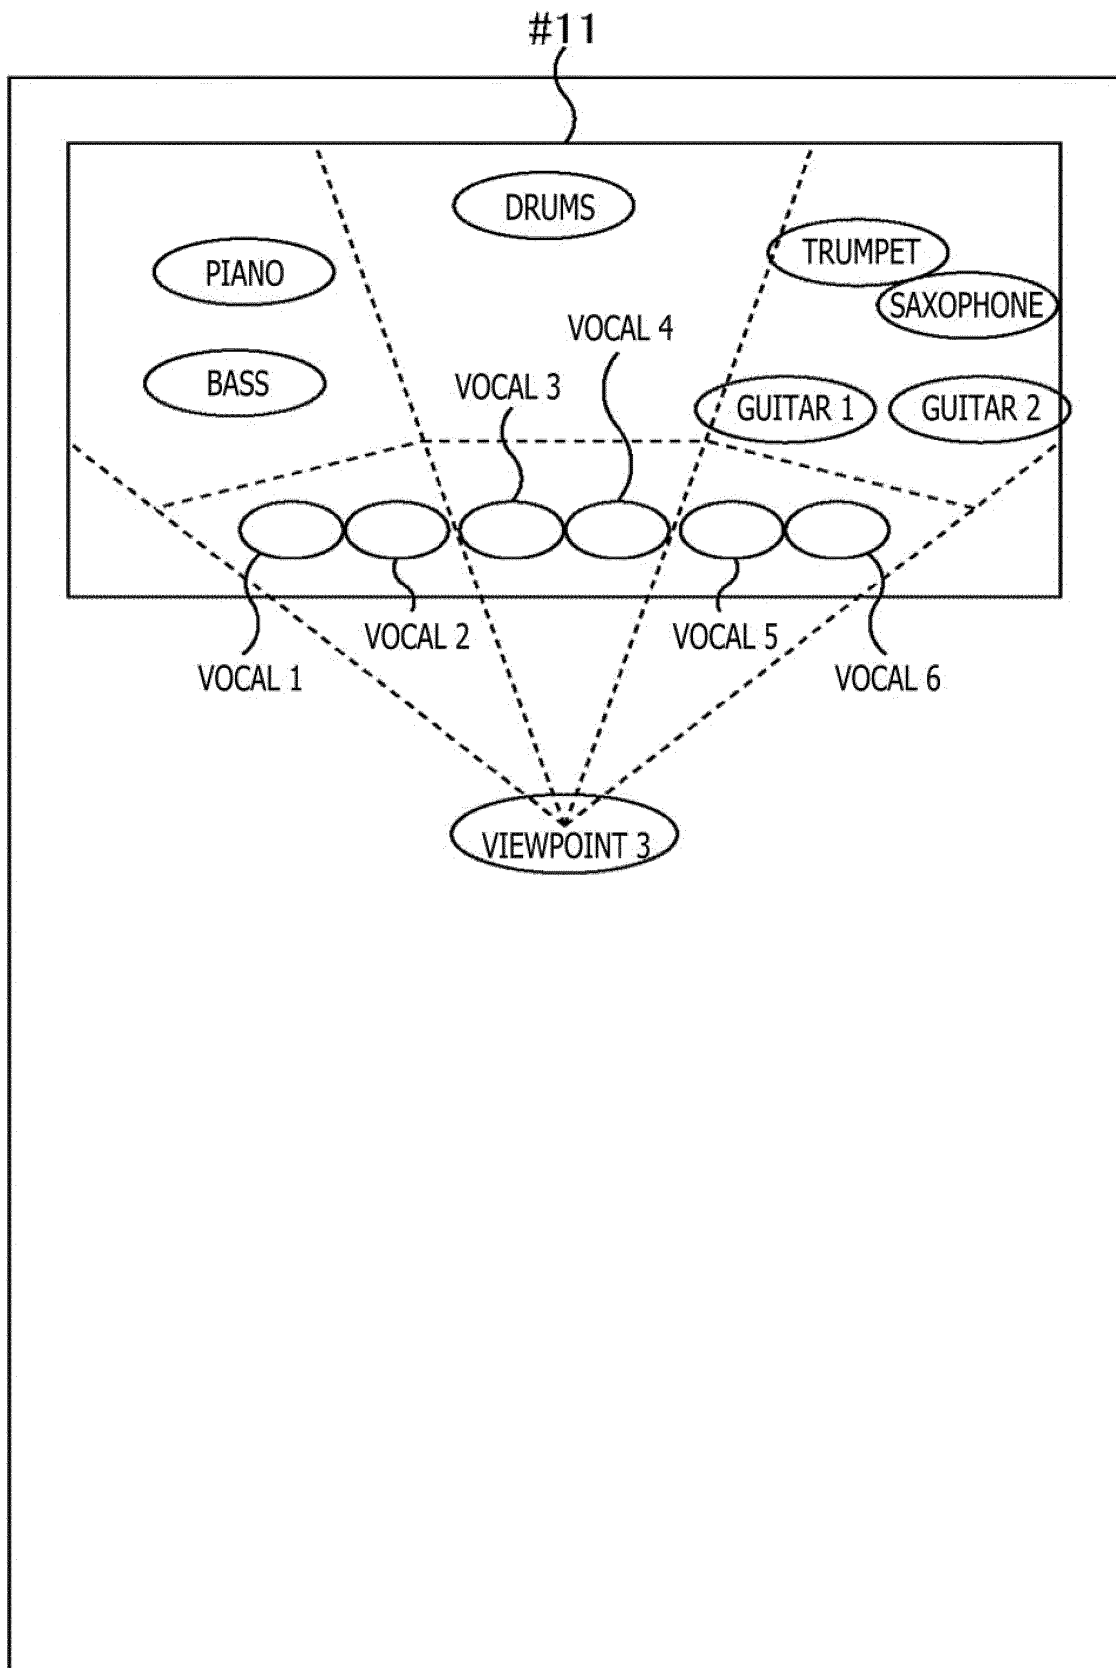 #11
DRUMS
TRUMPET
PIANO
SAXOPHONE
VOCAL 4
VOCAL 3
BASS
GUITAR 1
GUITAR 2
VOCAL 2
VOCAL 5
VOCAL 1
VOCAL 6
VIEWPOINT 3